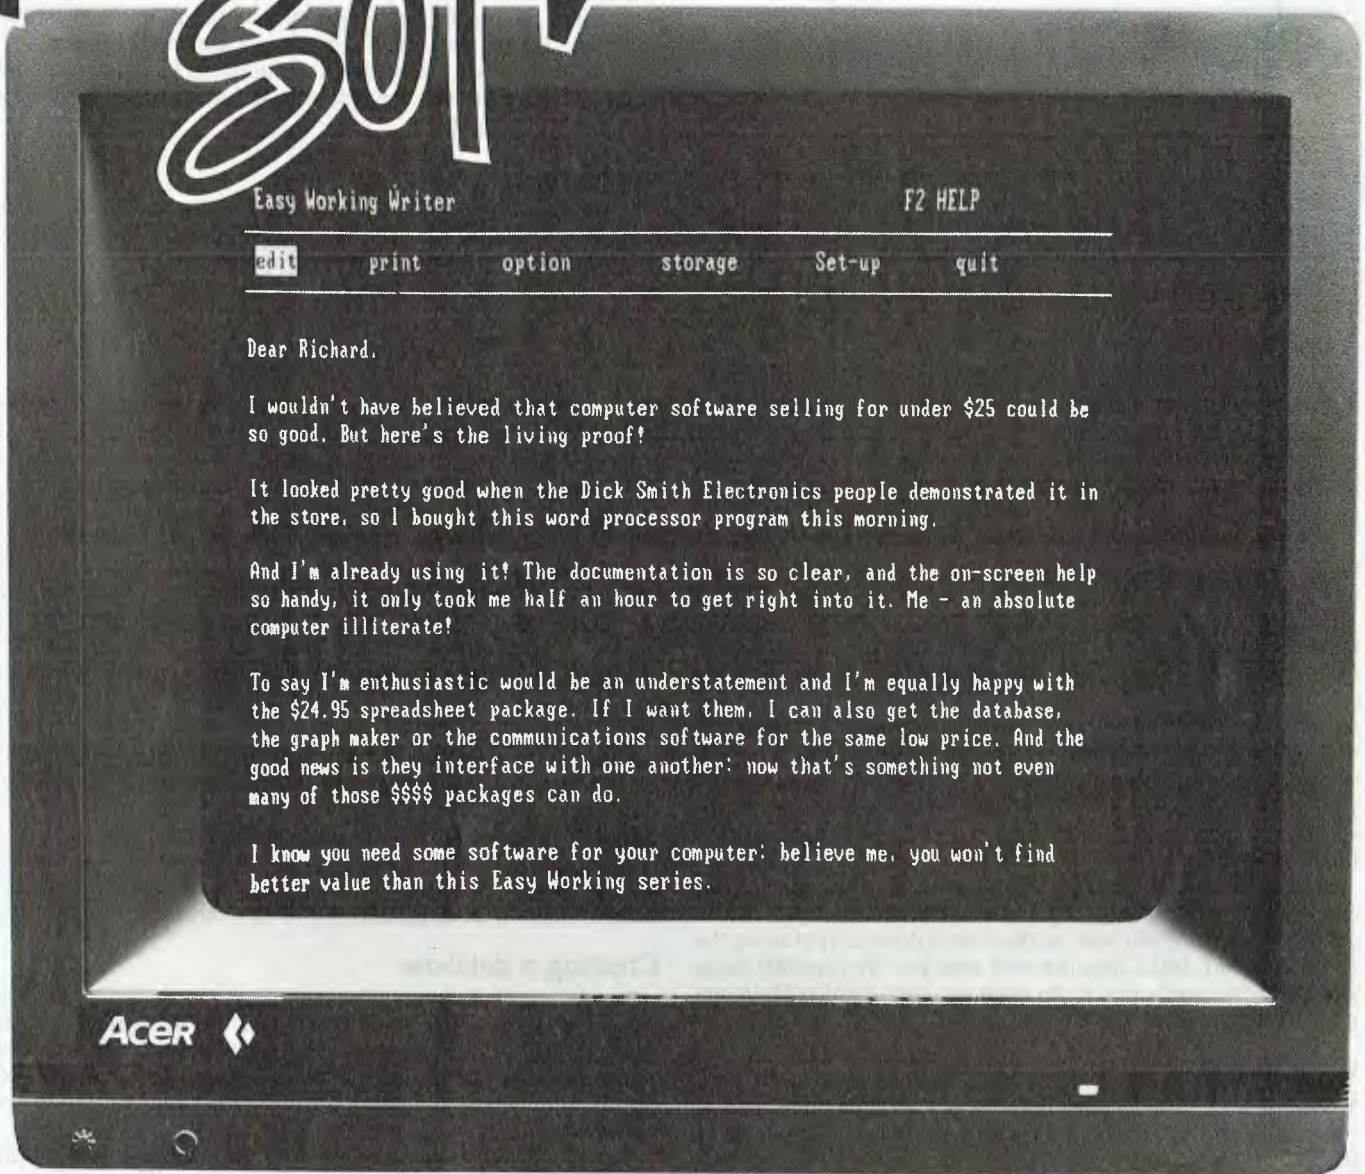 Easy Working Writer F2 HELP
edit print option storage Set-up quit
Dear Richard,
I wouldn't have believed that computer software selling for under $25 could be
so good. But here's the living proof!
It looked pretty good when the Dick Smith Electronics people demonstrated it in
the store, so I bought this word processor program this morning.
And I'm already using it! The documentation is so clear, and the on-screen help
so handy, it only took me half an hour to get right into it. Me - an absolute
computer illiterate!
To say I'm enthusiastic would be an understatement and I'm equally happy with
the $24.95 spreadsheet package. If I want them, I can also get the database,
the graph maker or the communications software for the same low price. And the
good news is they interface with one another: now that's something not even
many of those $$$$ packages can do.
I know you need some software for your computer: believe me, you won't find
better value than this Easy Working series.
Acer